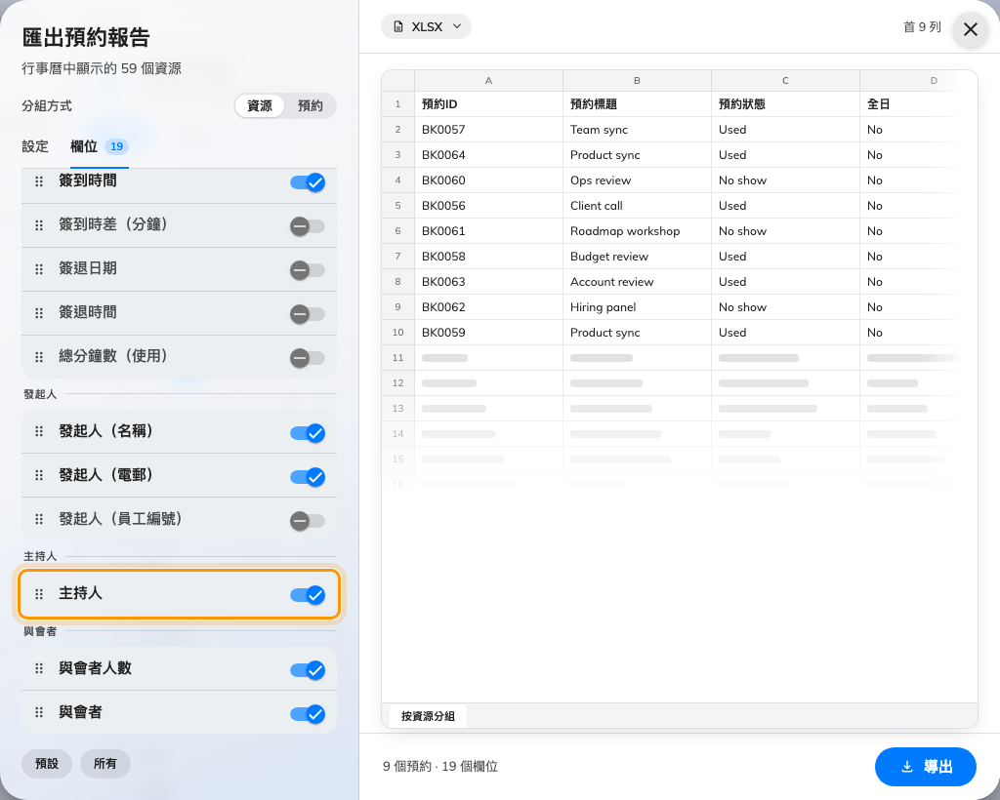 匯出預約報告
行事曆中顯示的 59 個資源
分組方式
資源
預約
設定
欄位 19
簽到時間
簽到時差（分鐘）
簽退日期
簽退時間
總分鐘數（使用）
發起人
發起人（名稱）
發起人（電郵）
發起人（員工編號）
主持人
主持人
與會者
與會者人數
與會者
預設
所有
XLSX
首 9 列
A B C D
1 預約ID 預約標題 預約狀態 全日
2 BK0057 Team sync Used No
3 BK0064 Product sync Used No
4 BK0060 Ops review No show No
5 BK0056 Client call Used No
6 BK0061 Roadmap workshop No show No
7 BK0058 Budget review Used No
8 BK0063 Account review Used No
9 BK0062 Hiring panel No show No
10 BK0059 Product sync Used No
11
12
13
14
15
16
按資源分組
9 個預約 · 19 個欄位
導出